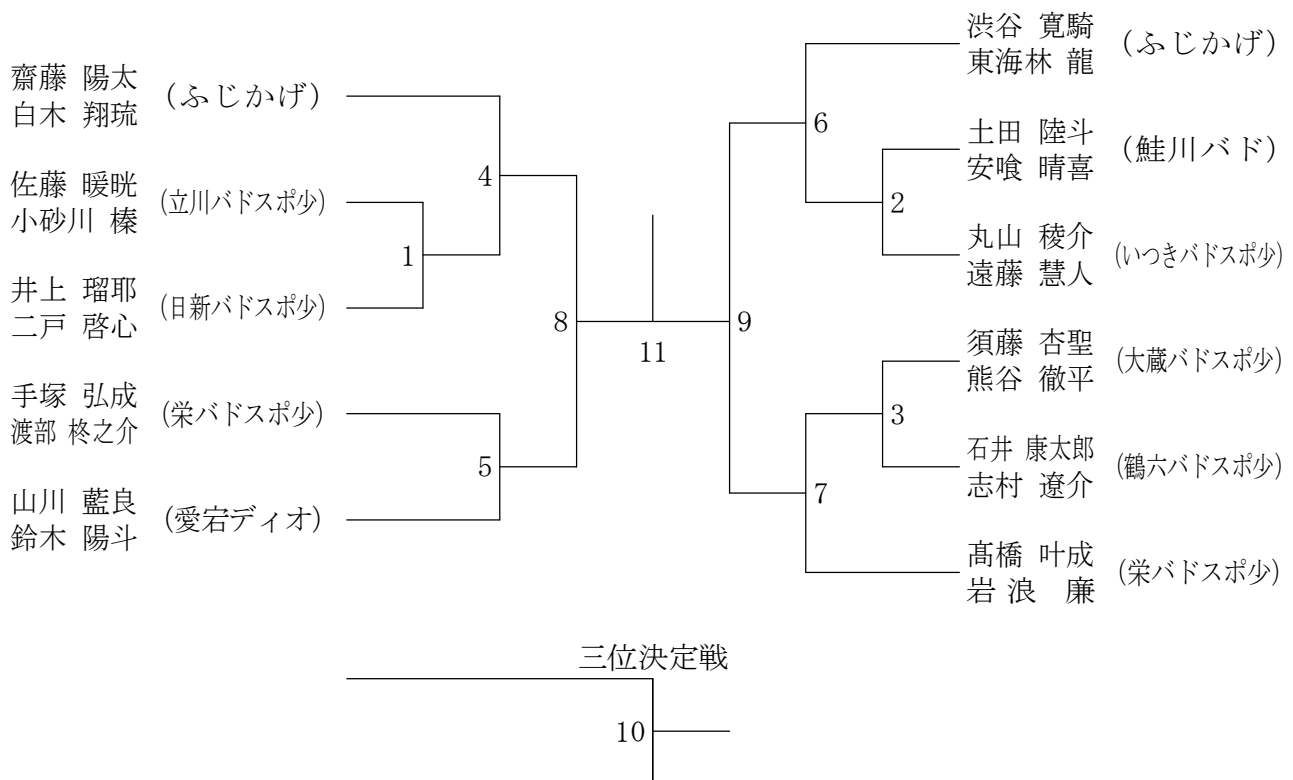 齋藤 陽太
白木 翔琉
(ふじかげ)
佐藤 暖晄
小砂川 榛
(立川バドスポ少)
井上 瑠耶
二戸 啓心
(日新バドスポ少)
手塚 弘成
渡部 柊之介
(栄バドスポ少)
山川 藍良
鈴木 陽斗
(愛宕ディオ)
4
1
8
5
11
渋谷 寛騎
東海林 龍
(ふじかげ)
土田 陸斗
安喰 晴喜
(鮭川バド)
丸山 稜介
遠藤 慧人
(いつきバドスポ少)
須藤 杏聖
熊谷 徹平
(大蔵バドスポ少)
石井 康太郎
志村 遼介
(鶴六バドスポ少)
髙橋 叶成
岩浪 廉
(栄バドスポ少)
6
2
9
3
7
三位決定戦
10